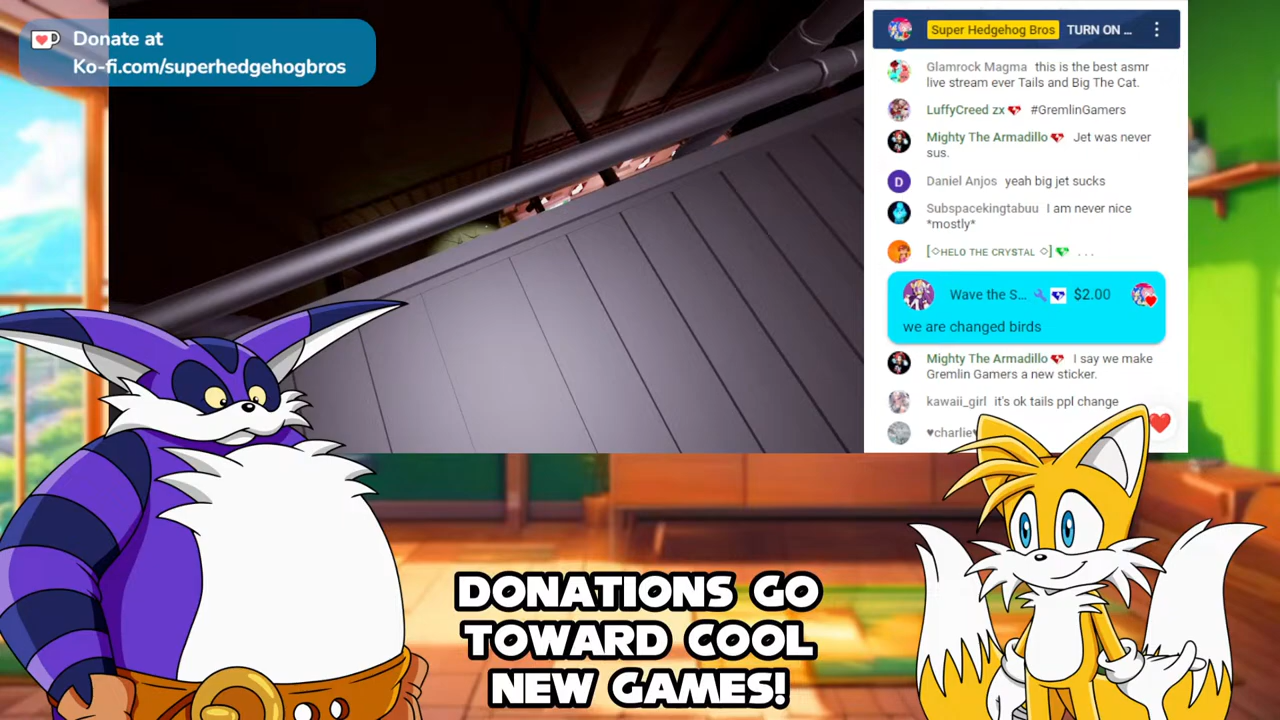 Donate at
Ko-fi.com/superhedgehogbros
Super Hedgehog Bros TURN ON ...
Glamrock Magma this is the best asmr
live stream ever Tails and Big The Cat.
LuffyCreed zx #GremlinGamers
Mighty The Armadillo Jet was never
sus.
D Daniel Anjos yeah big jet sucks
Subspacekingtabuu I am never nice
*mostly*
[◇HELO THE CRYSTAL ◇] . . .
Wave the S... $2.00
we are changed birds
Mighty The Armadillo I say we make
Gremlin Gamers a new sticker.
kawaii_girl it's ok tails ppl change
♥charlie♥
DONATIONS GO
TOWARD COOL
NEW GAMES!